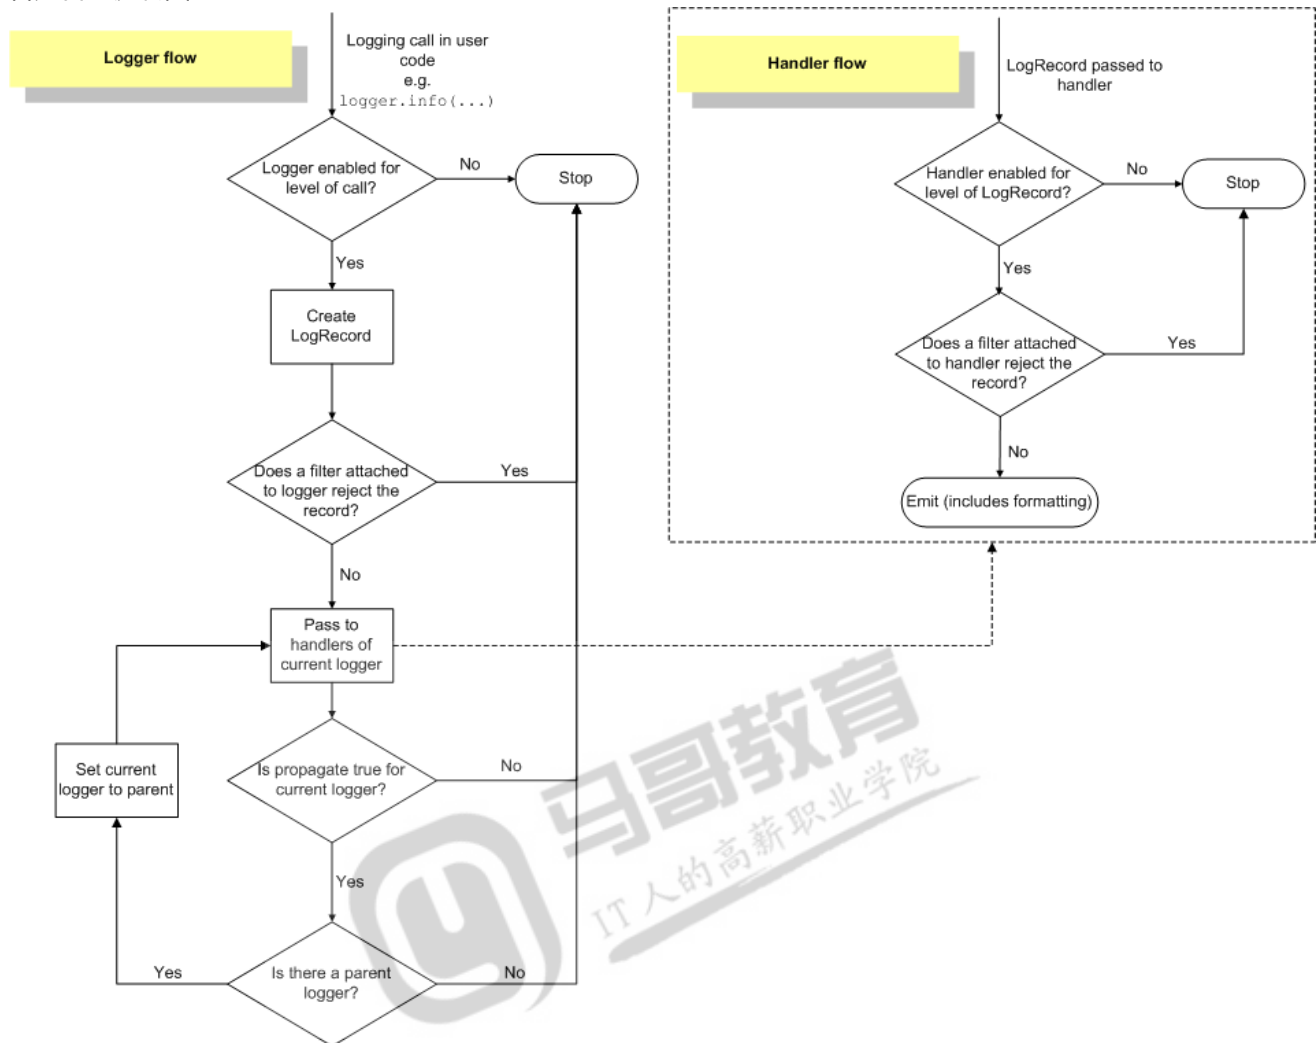 Logger flow
Logging call in user
code
e.g.
logger.info(...)
Logger enabled for
level of call?
No
Stop
Yes
Create
LogRecord
Does a filter attached
to logger reject the
record?
Yes
No
Pass to
handlers of
current logger
Set current
logger to parent
Is propagate true for
current logger?
No
Yes
Is there a parent
logger?
Yes
No
Handler flow
LogRecord passed to
handler
Handler enabled for
level of LogRecord?
No
Stop
Yes
Does a filter attached
to handler reject the
record?
Yes
No
Emit (includes formatting)
马哥教育
IT人的高薪职业学院